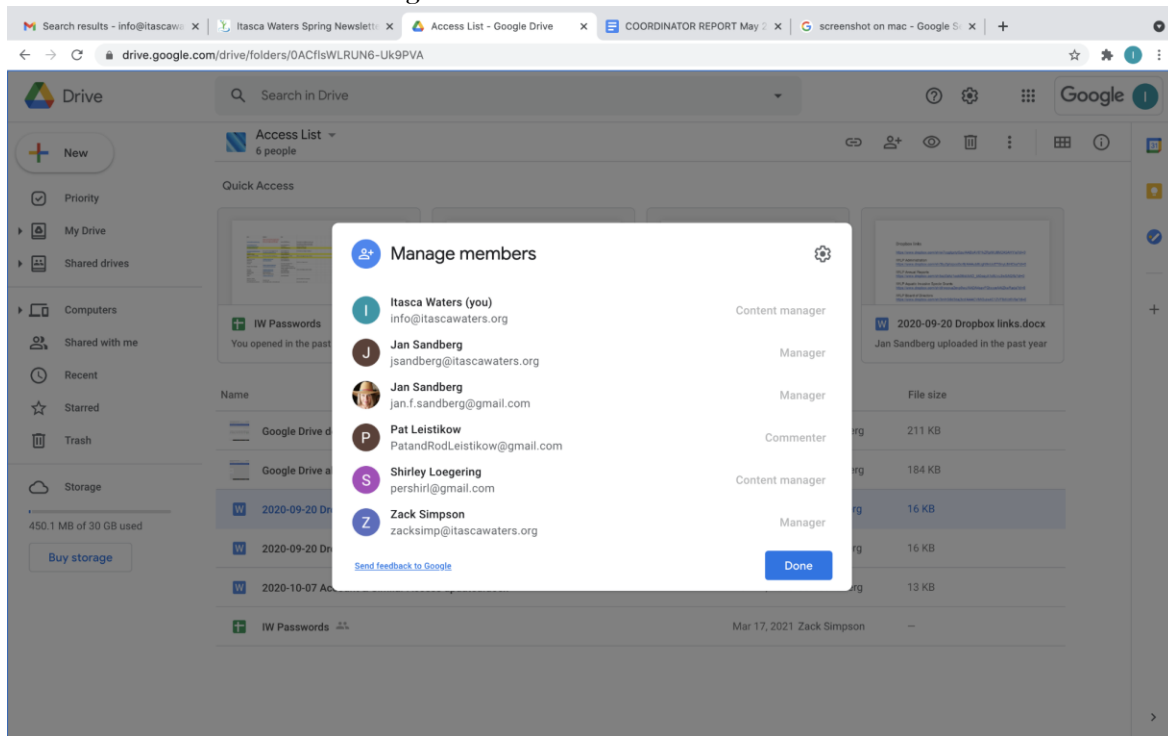 Search results - info@itascawa
Itasca Waters Spring Newslette
Access List - Google Drive
COORDINATOR REPORT May 2
screenshot on mac - Google Se
drive.google.com/drive/folders/0ACflsWLRUN6-Uk9PVA
Drive
Search in Drive
Google
New
Access List
6 people
Priority
My Drive
Shared drives
Computers
Shared with me
Recent
Starred
Trash
Storage
450.1 MB of 30 GB used
Buy storage
Quick Access
IW Passwords
You opened in the past
2020-09-20 Dropbox links.docx
Jan Sandberg uploaded in the past year
Name
File size
Google Drive d
erg
211 KB
Google Drive a
erg
184 KB
2020-09-20 Dr
rg
16 KB
2020-09-20 Dr
rg
16 KB
2020-10-07
erg
13 KB
IW Passwords
Mar 17, 2021 Zack Simpson
–
Manage members
Itasca Waters (you)
info@itascawaters.org
Content manager
Jan Sandberg
jsandberg@itascawaters.org
Manager
Jan Sandberg
jan.f.sandberg@gmail.com
Manager
Pat Leistikow
PatandRodLeistikow@gmail.com
Commenter
Shirley Loegering
pershirl@gmail.com
Content manager
Zack Simpson
zacksimp@itascawaters.org
Manager
Send feedback to Google
Done